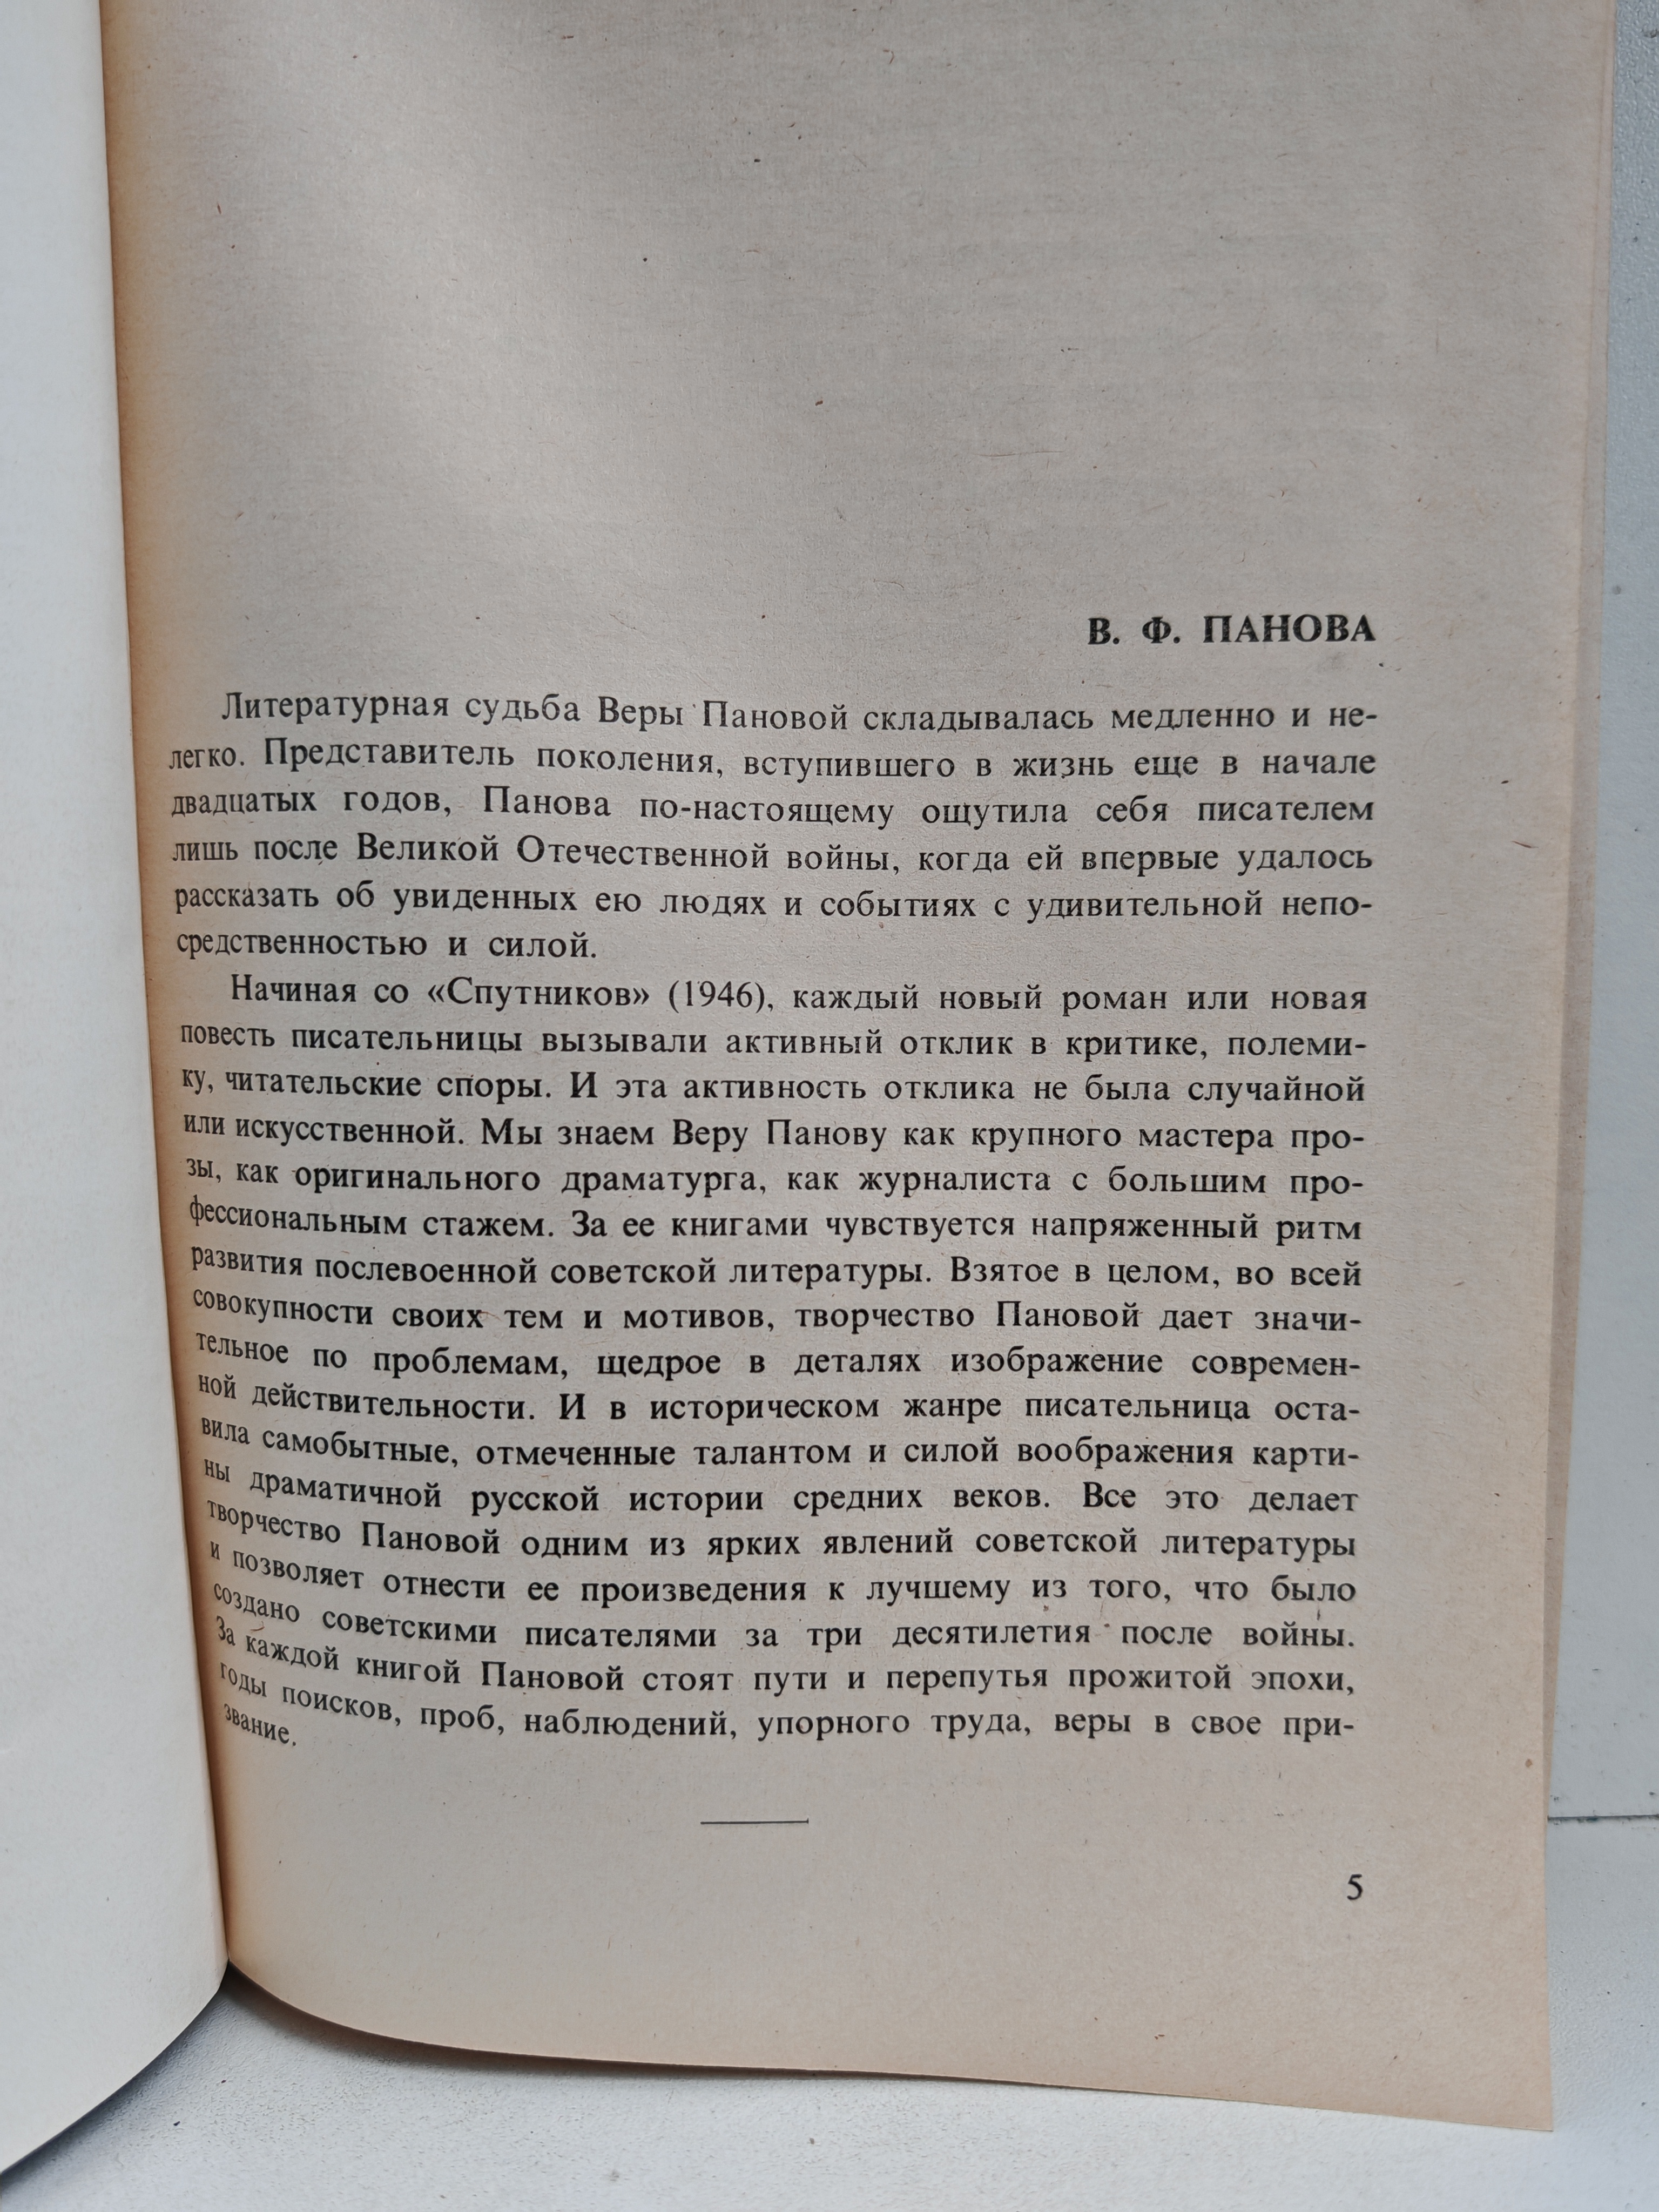 В. Ф. ПАНОВА
Литературная судьба Веры Пановой складывалась медленно и не-
легко. Представитель поколения, вступившего в жизнь еще в начале
двадцатых годов, Панова по-настоящему ощутила себя писателем
лишь после Великой Отечественной войны, когда ей впервые удалось
рассказать об увиденных ею людях и событиях с удивительной непо-
средственностью и силой.
Начиная со «Спутников» (1946), каждый новый роман или новая
повесть писательницы вызывали активный отклик в критике, полеми-
ку, читательские споры. И эта активность отклика не была случайной
или искусственной. Мы знаем Веру Панову как крупного мастера про-
зы, как оригинального драматурга, как журналиста с большим про-
фессиональным стажем. За ее книгами чувствуется напряженный ритм
развития послевоенной советской литературы. Взятое в целом, во всей
совокупности своих тем и мотивов, творчество Пановой дает значи-
тельное по проблемам, щедрое в деталях изображение современ-
ной действительности. И в историческом жанре писательница оста-
вила самобытные, отмеченные талантом и силой воображения карти-
ны драматичной русской истории средних веков. Все это делает
творчество Пановой одним из ярких явлений советской литературы
и позволяет отнести ее произведения к лучшему из того, что было
создано советскими писателями за три десятилетия после войны.
За каждой книгой Пановой стоят пути и перепутья прожитой эпохи,
годы поисков, проб, наблюдений, упорного труда, веры в свое при-
звание.
5